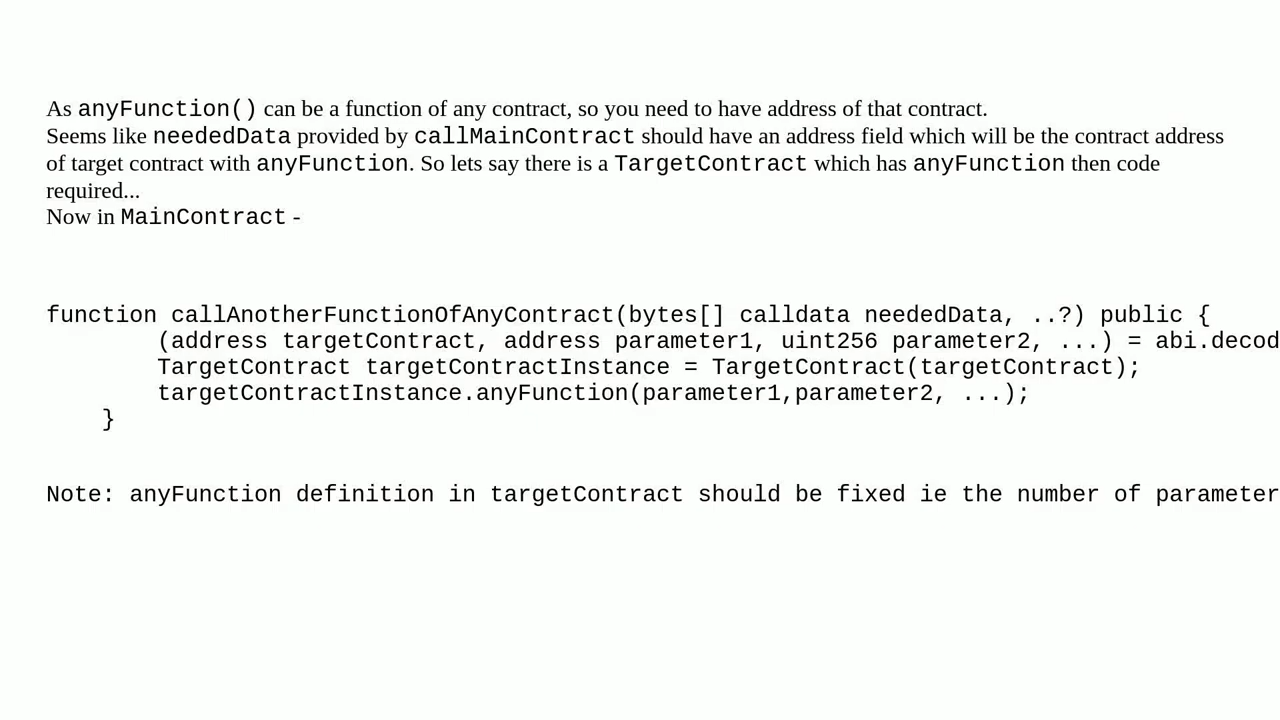 As anyFunction() can be a function of any contract, so you need to have address of that contract.
Seems like neededData provided by callMainContract should have an address field which will be the contract address
of target contract with anyFunction. So lets say there is a TargetContract which has anyFunction then code
required...
Now in MainContract -
function callAnotherFunctionOfAnyContract(bytes[] calldata neededData, ..?) public {
        (address targetContract, address parameter1, uint256 parameter2, ...) = abi.decod
        TargetContract targetContractInstance = TargetContract(targetContract);
        targetContractInstance.anyFunction(parameter1,parameter2, ...);
    }
Note: anyFunction definition in targetContract should be fixed ie the number of parameter